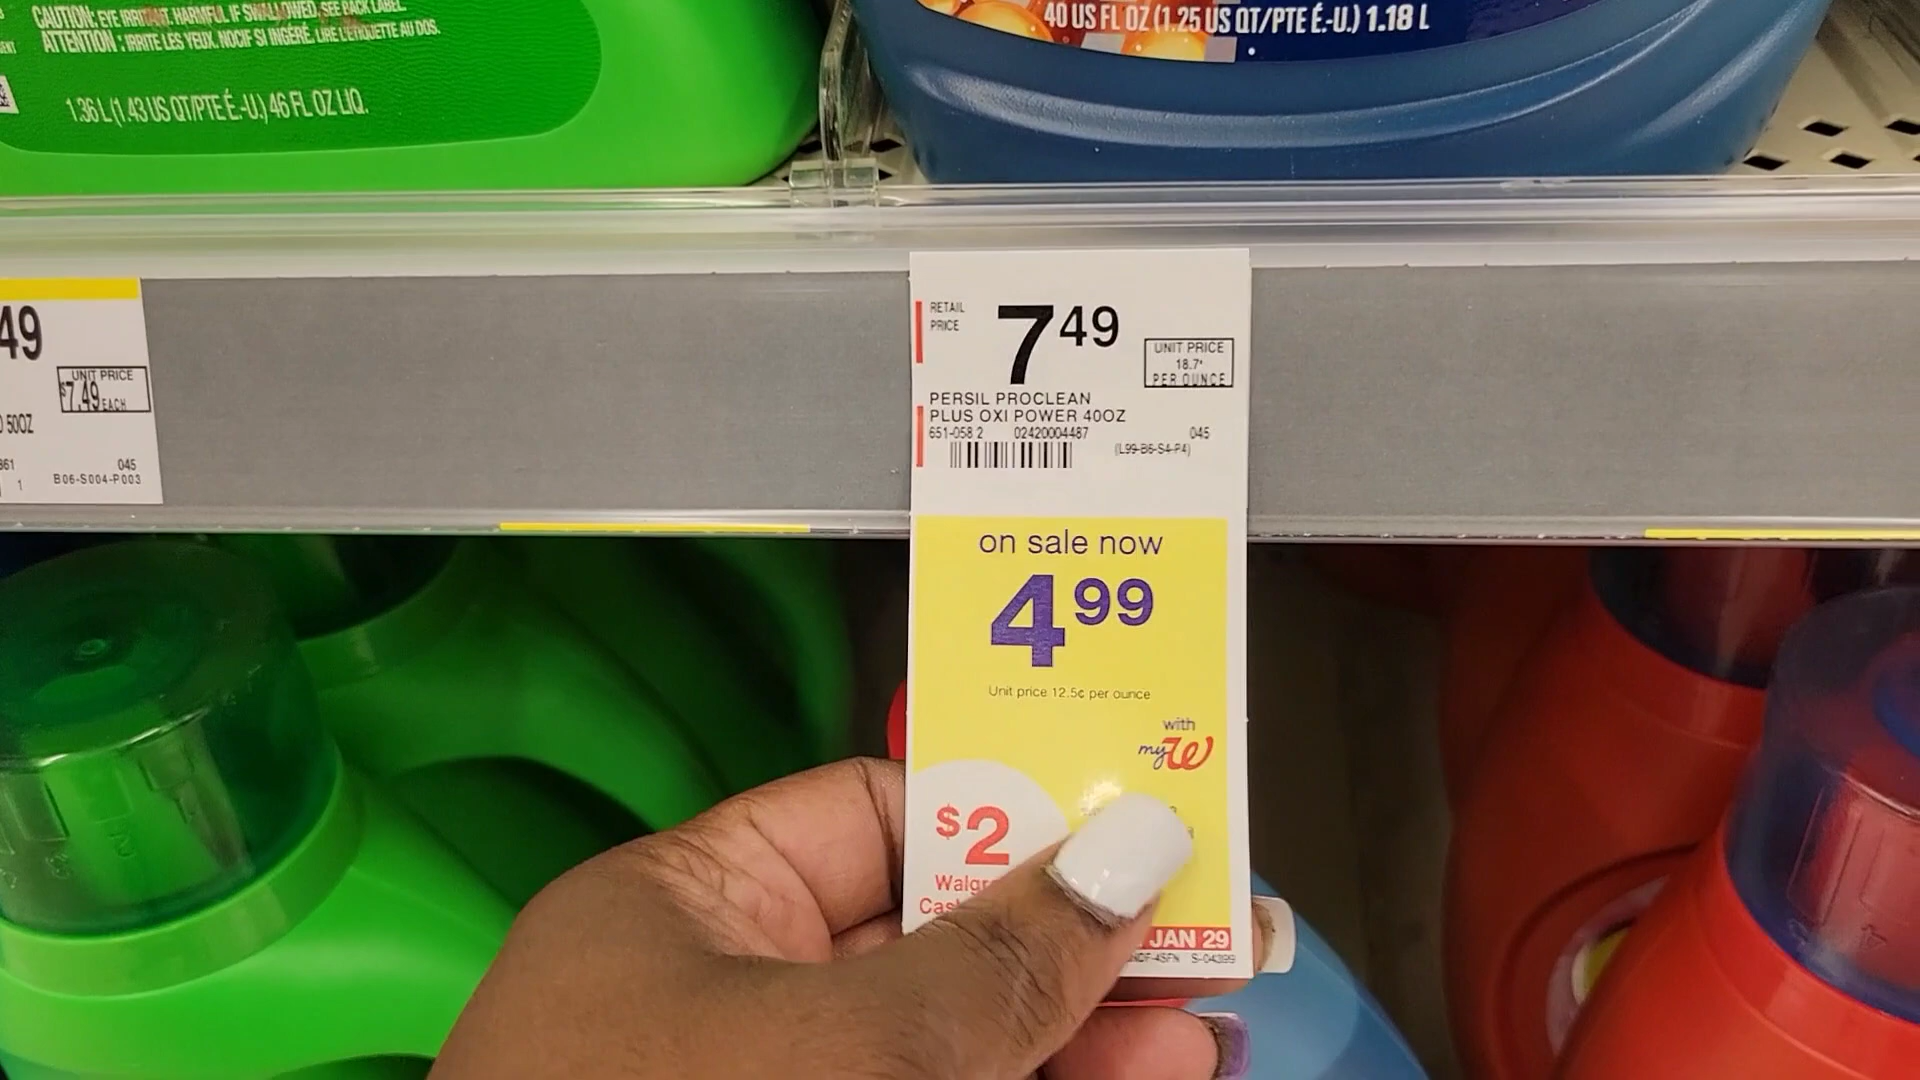 CAUTION: EYE IRRITANT. HARMFUL IF SWALLOWED. SEE BACK LABEL.
ATTENTION : IRRITE LES YEUX. NOCIF SI INGÉRÉ. LIRE L'ÉTIQUETTE AU DOS.
1.36 L (1.43 US QT/PTE É.-U.) 46 FL OZ LIQ.
40 US FL OZ (1.25 US QT/PTE É.-U.) 1.18 L
49
UNIT PRICE
$7.49 EACH
50OZ
861
045
1
B06-S004-P003
RETAIL
PRICE
7 49
UNIT PRICE
18.7¢
PER OUNCE
PERSIL PROCLEAN
PLUS OXI POWER 40OZ
651-058 2 02420004487 045
(L99-B6-S4-P4)
on sale now
4 99
Unit price 12.5¢ per ounce
with
myW
$2
JAN 29
S-04399